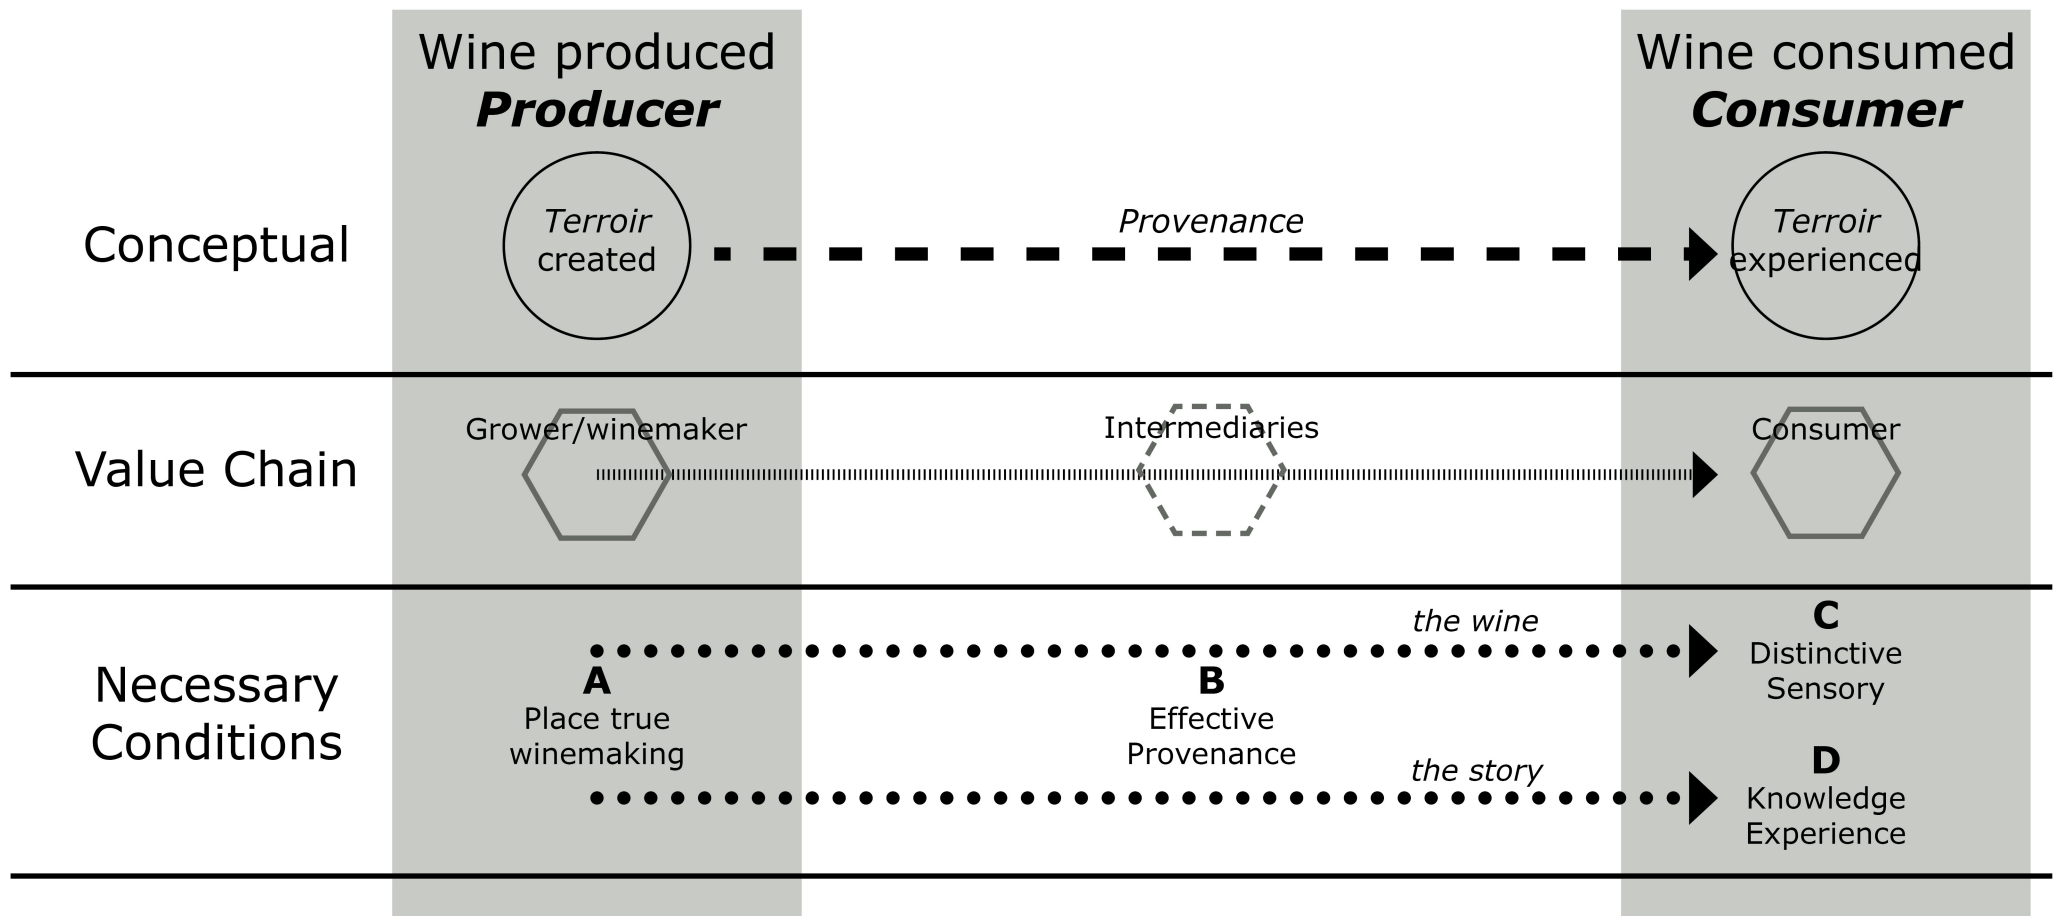 Wine produced
Producer
Wine consumed
Consumer
Conceptual
Terroir
created
Provenance
Terroir
experienced
Value Chain
Grower/winemaker
Intermediaries
Consumer
Necessary
Conditions
the wine
A
Place true
winemaking
B
Effective
Provenance
the story
C
Distinctive
Sensory
D
Knowledge
Experience